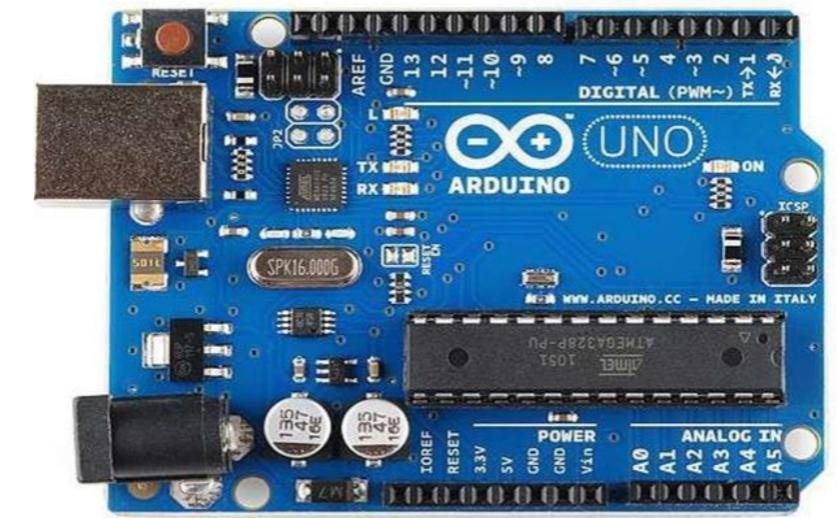 RESET
AREF
GND
13
12
~11
~10
~9
8
7
~6
~5
4
~3
2
TX→1
RX←0
DIGITAL (PWM~)
JP2
L
TX
RX
™
UNO
ARDUINO
ON
ICSP
501L
SPK16.000G
RESET
EN
WWW.ARDUINO.CC – MADE IN ITALY
ATMEL
1051
ATMEGA328P-PU
135
47
16E
135
47
16E
M7
IOREF
RESET
3.3V
5V
GND
GND
Vin
POWER
ANALOG IN
A0
A1
A2
A3
A4
A5